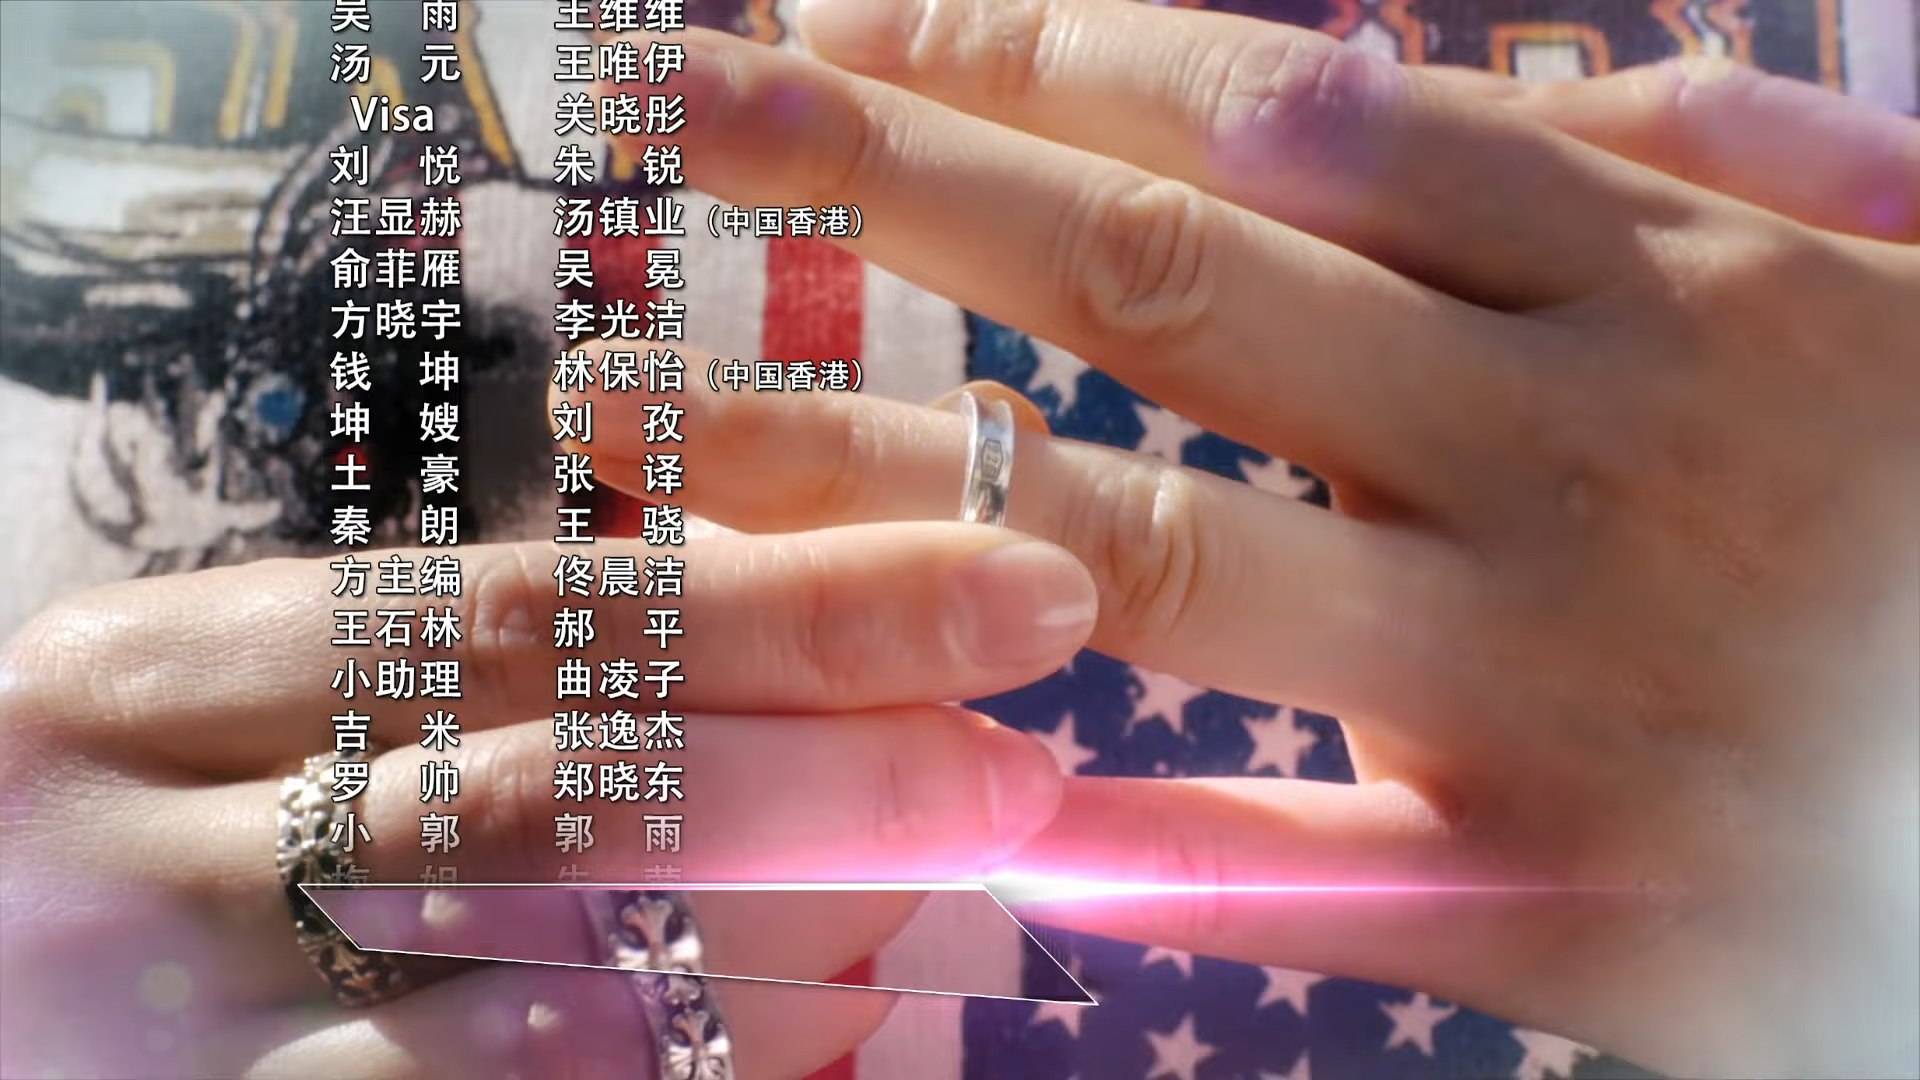 吴 雨 王维维
汤 元 王唯伊
Visa 关晓彤
刘 悦 朱 锐
汪显赫 汤镇业（中国香港）
俞菲雁 吴 冕
方晓宇 李光洁
钱 坤 林保怡（中国香港）
坤 嫂 刘 孜
土 豪 张 译
秦 朗 王 骁
方主编 佟晨洁
王石林 郝 平
小助理 曲凌子
吉 米 张逸杰
罗 帅 郑晓东
小 郭 郭 雨